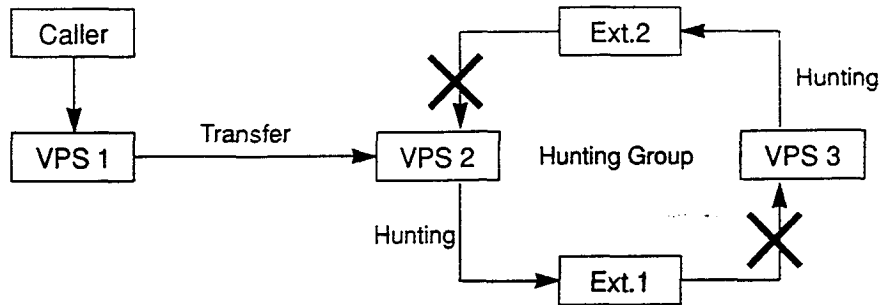 Caller
Ext.2
Hunting
Transfer
VPS 1
VPS 2
Hunting Group
VPS 3
Hunting
Ext.1